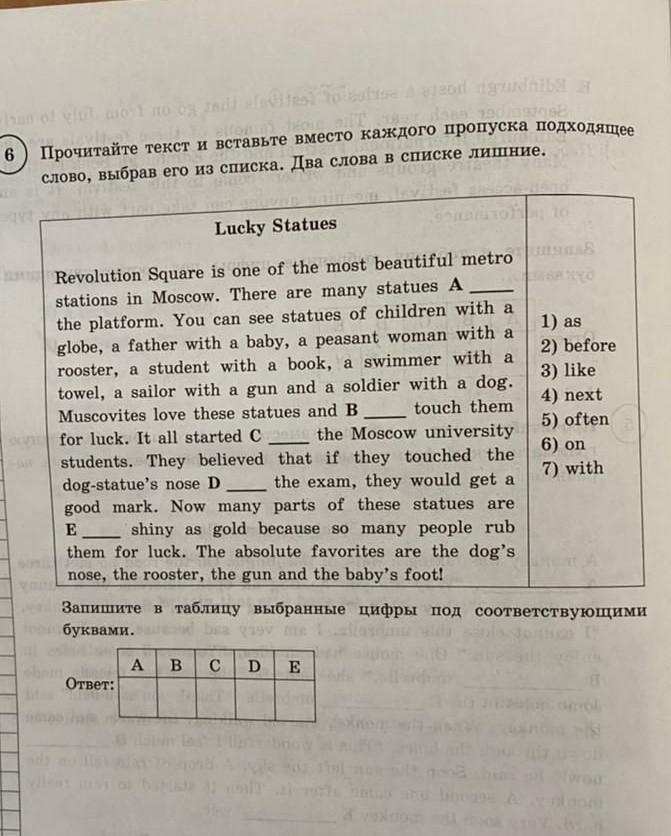 6
Прочитайте текст и вставьте вместо каждого пропуска подходящее
слово, выбрав его из списка. Два слова в списке лишние.
Lucky Statues
Revolution Square is one of the most beautiful metro
stations in Moscow. There are many statues A ____
the platform. You can see statues of children with a
globe, a father with a baby, a peasant woman with a
rooster, a student with a book, a swimmer with a
towel, a sailor with a gun and a soldier with a dog.
Muscovites love these statues and B ____ touch them
for luck. It all started C ____ the Moscow university
students. They believed that if they touched the
dog-statue's nose D ____ the exam, they would get a
good mark. Now many parts of these statues are
E ____ shiny as gold because so many people rub
them for luck. The absolute favorites are the dog's
nose, the rooster, the gun and the baby's foot!
1) as
2) before
3) like
4) next
5) often
6) on
7) with
Запишите в таблицу выбранные цифры под соответствующими
буквами.
A B C D E
Ответ: